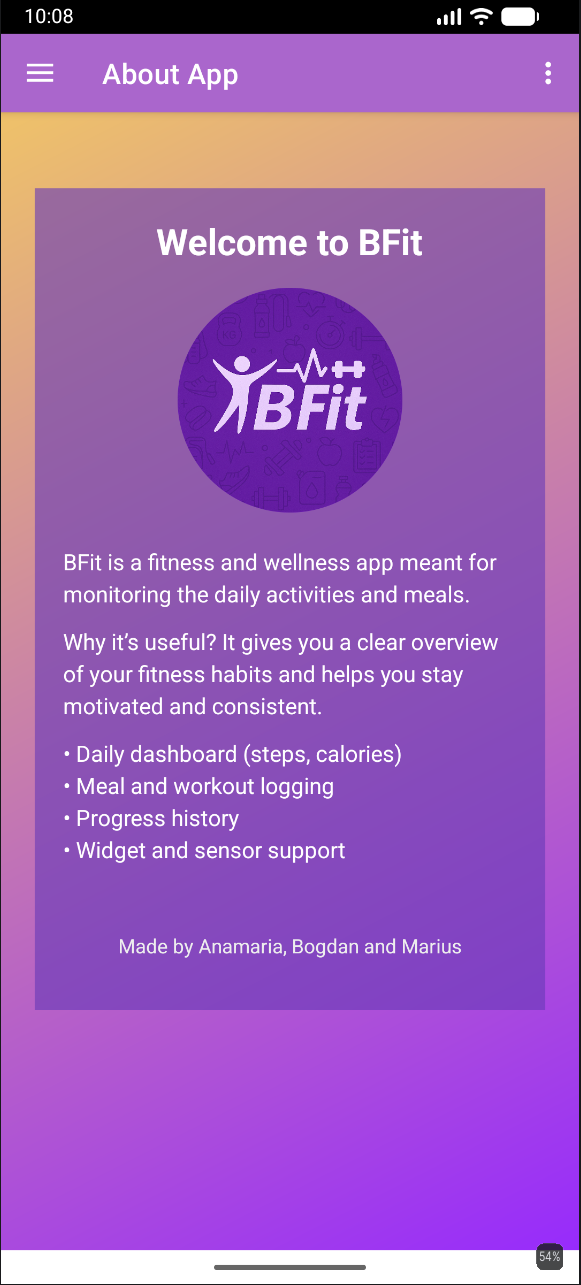 10:08
About App
Welcome to BFit
BFit
BFit is a fitness and wellness app meant for
monitoring the daily activities and meals.
Why it’s useful? It gives you a clear overview
of your fitness habits and helps you stay
motivated and consistent.
• Daily dashboard (steps, calories)
• Meal and workout logging
• Progress history
• Widget and sensor support
Made by Anamaria, Bogdan and Marius
54%